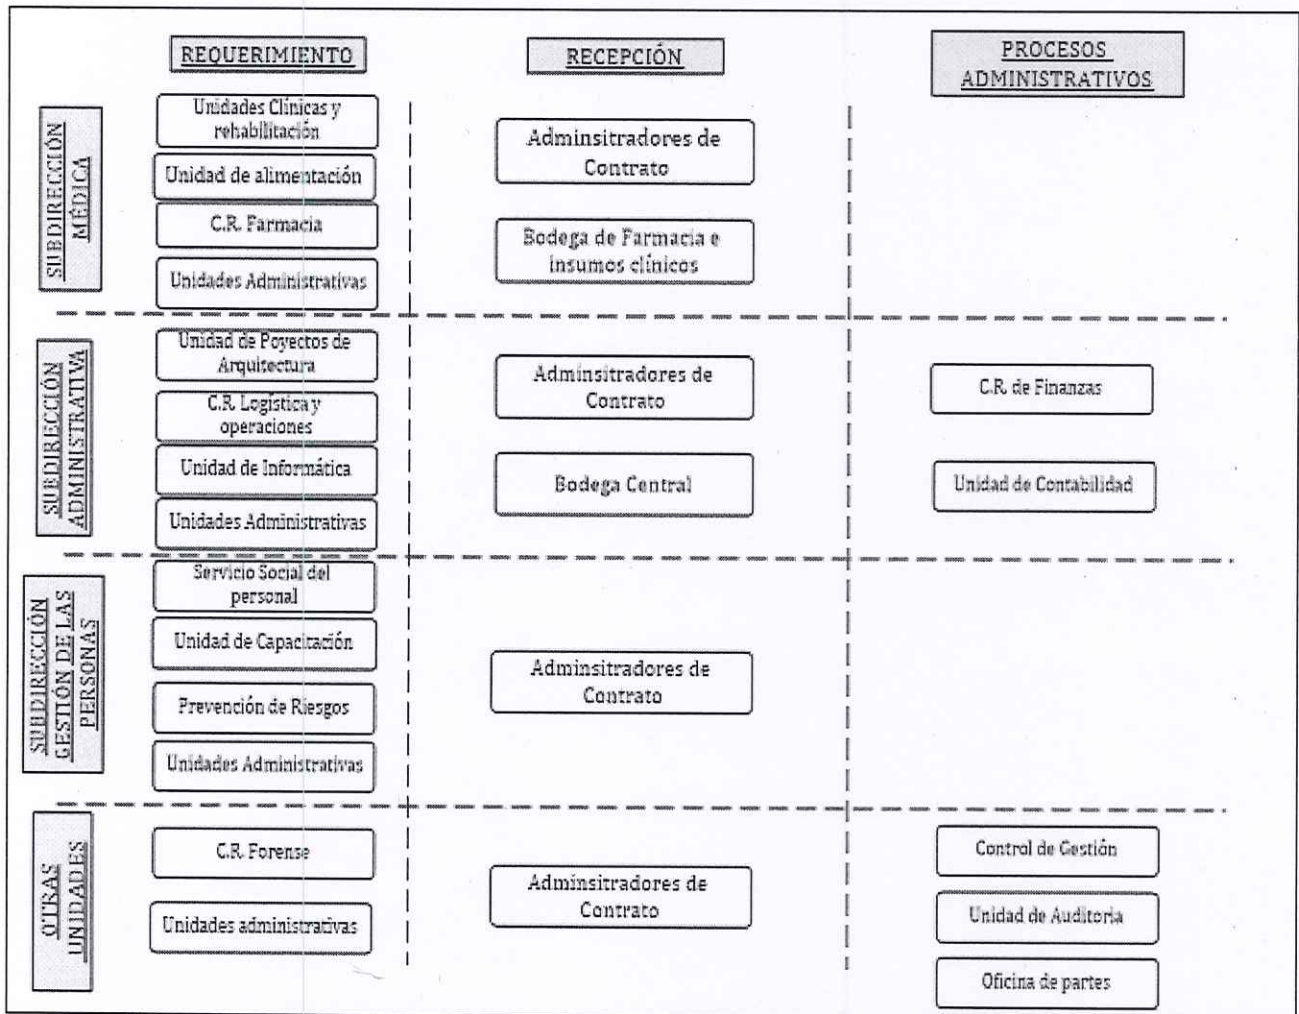 REQUERIMIENTO
RECEPCIÓN
PROCESOS
ADMINISTRATIVOS
SUBDIRECCIÓN
MÉDICA
Unidades Clínicas y
rehabilitación
Unidad de alimentación
C.R. Farmacia
Unidades Administrativas
Adminsitradores de
Contrato
Bodega de Farmacia e
insumos clínicos
SUBDIRECCIÓN
ADMINISTRATIVA
Unidad de Poyectos de
Arquitectura
C.R. Logística y
operaciones
Unidad de Informática
Unidades Administrativas
Adminsitradores de
Contrato
Bodega Central
C.R. de Finanzas
Unidad de Contabilidad
SUBDIRECCIÓN
GESTIÓN DE LAS
PERSONAS
Servicio Social del
personal
Unidad de Capacitación
Prevención de Riesgos
Unidades Administrativas
Adminsitradores de
Contrato
OTRAS
UNIDADES
C.R. Forense
Unidades administrativas
Adminsitradores de
Contrato
Control de Gestión
Unidad de Auditoria
Oficina de partes